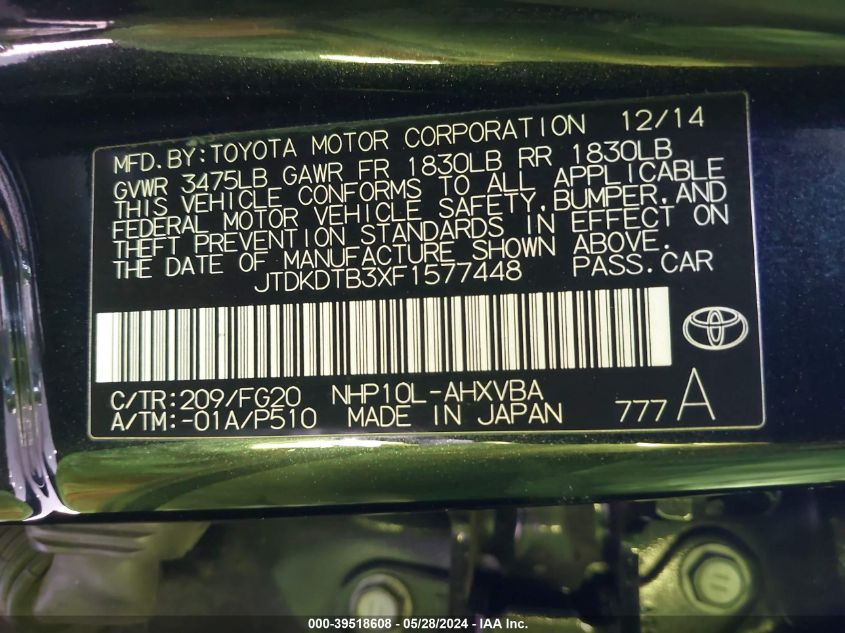 MFD.BY:TOYOTA MOTOR CORPORATION 12/14
GVWR 3475LB GAWR FR 1830LB RR 1830LB
THIS VEHICLE CONFORMS TO ALL APPLICABLE
FEDERAL MOTOR VEHICLE SAFETY,BUMPER,AND
THEFT PREVENTION STANDARDS IN EFFECT ON
THE DATE OF MANUFACTURE SHOWN ABOVE.
JTDKDTB3XF1577448 PASS.CAR
C/TR:209/FG20 NHP10L-AHXVBA
A/TM:-01A/P510 MADE IN JAPAN 777 A
000-39518608 / 05/28/2024 - IAA Inc.